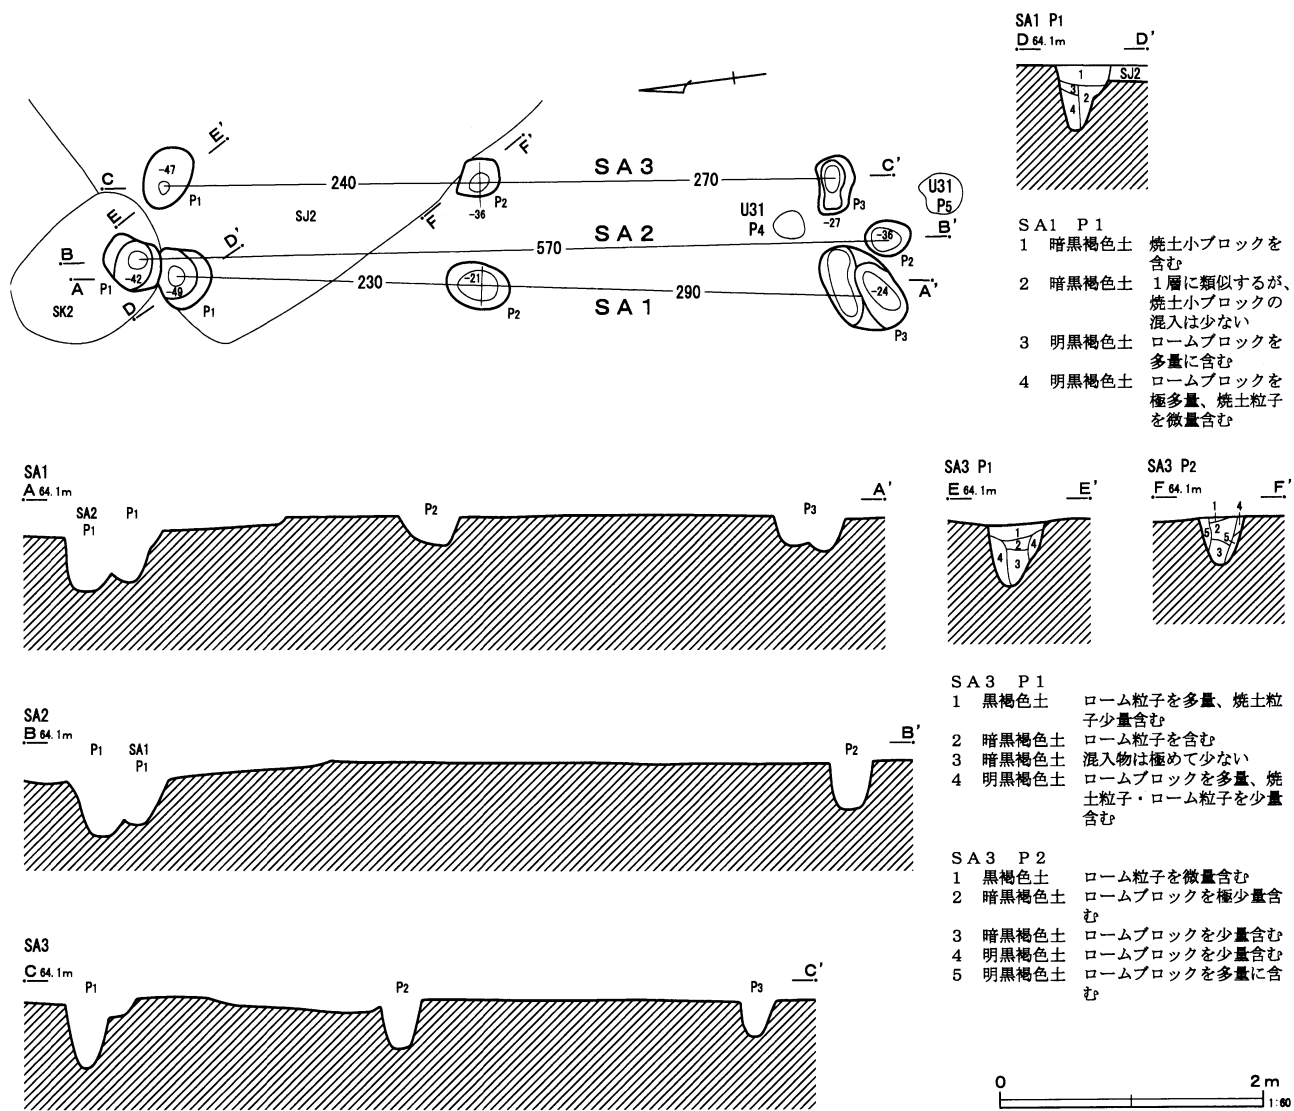 SA1 P1
D 64.1m D'
1
SJ2
3
2
4
E'
-47
C
P1
240
SA3
270
C'
U31
P5
F'
P2
-36
F
P3
-27
SJ2
U31
P4
E
D'
B
A
P1
-42
SK2
-49
D
P1
SA2
570
-36
P2
B'
230
-21
P2
290
SA1
-24
P3
A'
SA1 P1
1 暗黒褐色土 焼土小ブロックを
含む
2 暗黒褐色土 1層に類似するが、
焼土小ブロックの
混入は少ない
3 明黒褐色土 ロームブロックを
多量に含む
4 明黒褐色土 ロームブロックを
極多量、焼土粒子
を微量含む
SA1
A 64.1m A'
SA2
P1
P1
P2
P3
SA3 P1
E 64.1m E'
1
2
4
3
4
SA3 P2
F 64.1m F'
1 4
2
5
5
3
SA2
B 64.1m B'
P1
SA1
P1
P2
SA3 P1
1 黒褐色土 ローム粒子を多量、焼土粒
子少量含む
2 暗黒褐色土 ローム粒子を含む
3 暗黒褐色土 混入物は極めて少ない
4 明黒褐色土 ロームブロックを多量、焼
土粒子・ローム粒子を少量
含む
SA3 P2
1 黒褐色土 ローム粒子を微量含む
2 暗黒褐色土 ロームブロックを極少量含
む
3 暗黒褐色土 ロームブロックを少量含む
4 明黒褐色土 ロームブロックを少量含む
5 明黒褐色土 ロームブロックを多量に含
む
SA3
C 64.1m C'
P1
P2
P3
0 2m
1:60